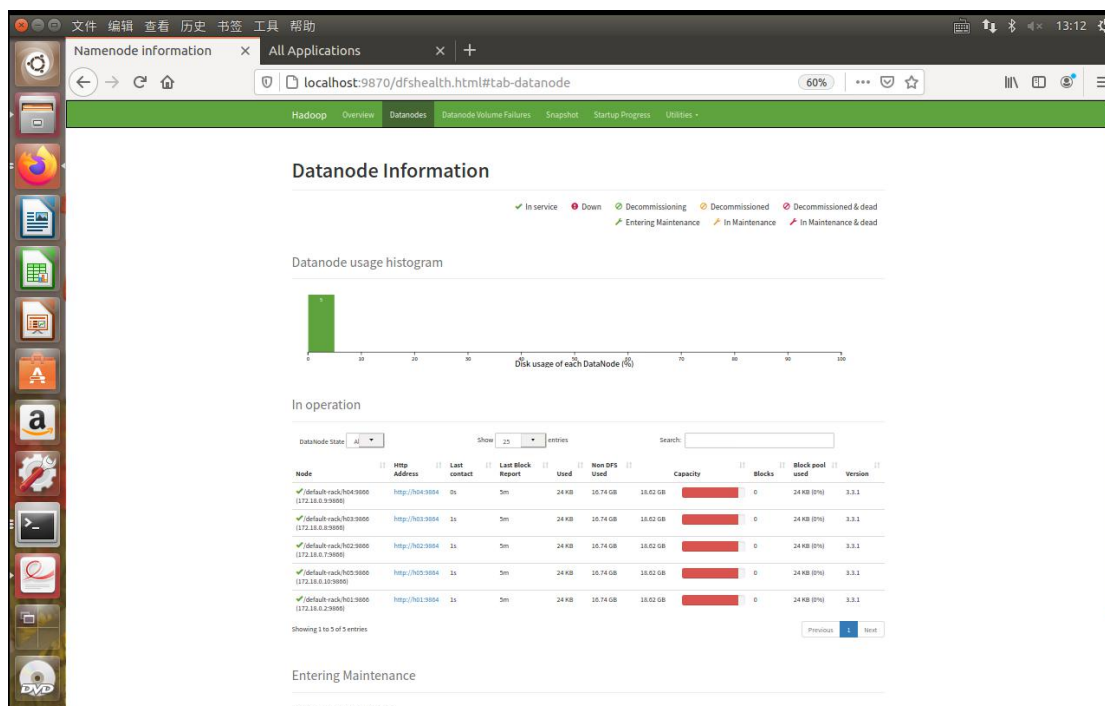 文件 编辑 查看 历史 书签 工具 帮助 13:12
Namenode information × All Applications × +
localhost:9870/dfshealth.html#tab-datanode 60%
Hadoop Overview Datanodes Datanode Volume Failures Snapshot Startup Progress Utilities
Datanode Information
In service Down Decommissioning Decommissioned Decommissioned & dead
Entering Maintenance In Maintenance In Maintenance & dead
Datanode usage histogram
5
0 10 20 30 40 50 60 70 80 90 100
Disk usage of each DataNode (%)
In operation
DataNode State Al Show 25 entries Search:
Node Http Address Last contact Last Block Report Used Non DFS Used Capacity Blocks Block pool used Version
/default-rack/h04:9866 http://h04:9864 0s 5m 24 KB 16.74 GB 18.62 GB 0 24 KB (0%) 3.3.1
(172.18.0.9:9866)
/default-rack/h03:9866 http://h03:9864 1s 5m 24 KB 16.74 GB 18.62 GB 0 24 KB (0%) 3.3.1
(172.18.0.8:9866)
/default-rack/h02:9866 http://h02:9864 1s 5m 24 KB 16.74 GB 18.62 GB 0 24 KB (0%) 3.3.1
(172.18.0.7:9866)
/default-rack/h05:9866 http://h05:9864 1s 5m 24 KB 16.74 GB 18.62 GB 0 24 KB (0%) 3.3.1
(172.18.0.10:9866)
/default-rack/h01:9866 http://h01:9864 1s 5m 24 KB 16.74 GB 18.62 GB 0 24 KB (0%) 3.3.1
(172.18.0.2:9866)
Showing 1 to 5 of 5 entries Previous 1 Next
Entering Maintenance
DVD